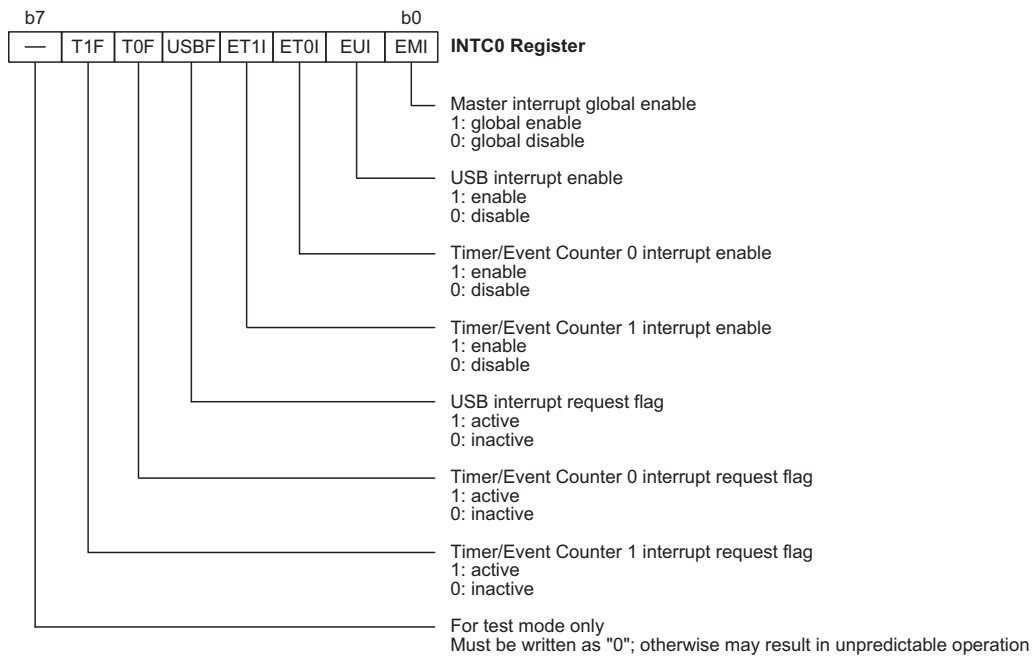 b7 b0
— T1F T0F USBF ET1I ET0I EUI EMI INTC0 Register
Master interrupt global enable
1: global enable
0: global disable
USB interrupt enable
1: enable
0: disable
Timer/Event Counter 0 interrupt enable
1: enable
0: disable
Timer/Event Counter 1 interrupt enable
1: enable
0: disable
USB interrupt request flag
1: active
0: inactive
Timer/Event Counter 0 interrupt request flag
1: active
0: inactive
Timer/Event Counter 1 interrupt request flag
1: active
0: inactive
For test mode only
Must be written as "0"; otherwise may result in unpredictable operation